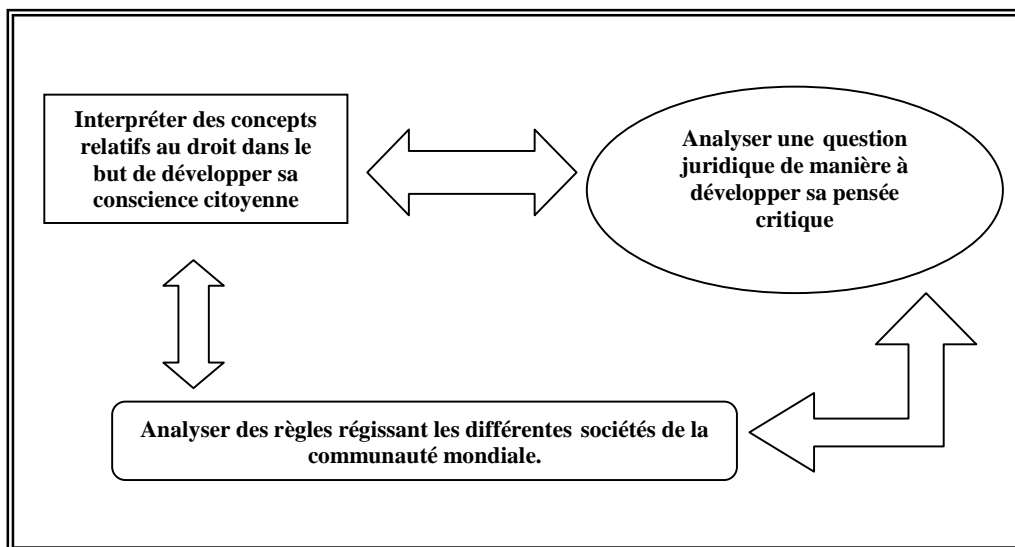 Interpréter des concepts
relatifs au droit dans le
but de développer sa
conscience citoyenne
Analyser une question
juridique de manière à
développer sa pensée
critique
Analyser des règles régissant les différentes sociétés de la
communauté mondiale.